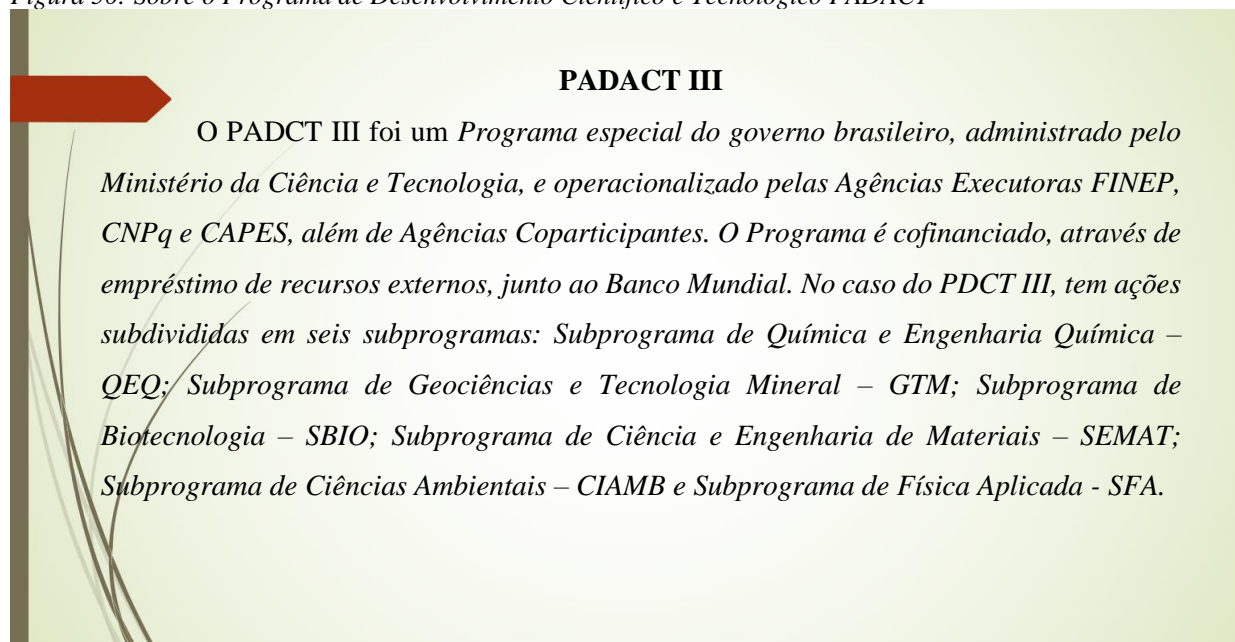 Figura 50: Sobre o Programa de Desenvolvimento Científico e Tecnológico PADACT
PADACT III
O PADCT III foi um Programa especial do governo brasileiro, administrado pelo
Ministério da Ciência e Tecnologia, e operacionalizado pelas Agências Executoras FINEP,
CNPq e CAPES, além de Agências Coparticipantes. O Programa é cofinanciado, através de
empréstimo de recursos externos, junto ao Banco Mundial. No caso do PDCT III, tem ações
subdivididas em seis subprogramas: Subprograma de Química e Engenharia Química –
QEQ; Subprograma de Geociências e Tecnologia Mineral – GTM; Subprograma de
Biotecnologia – SBIO; Subprograma de Ciência e Engenharia de Materiais – SEMAT;
Subprograma de Ciências Ambientais – CIAMB e Subprograma de Física Aplicada - SFA.